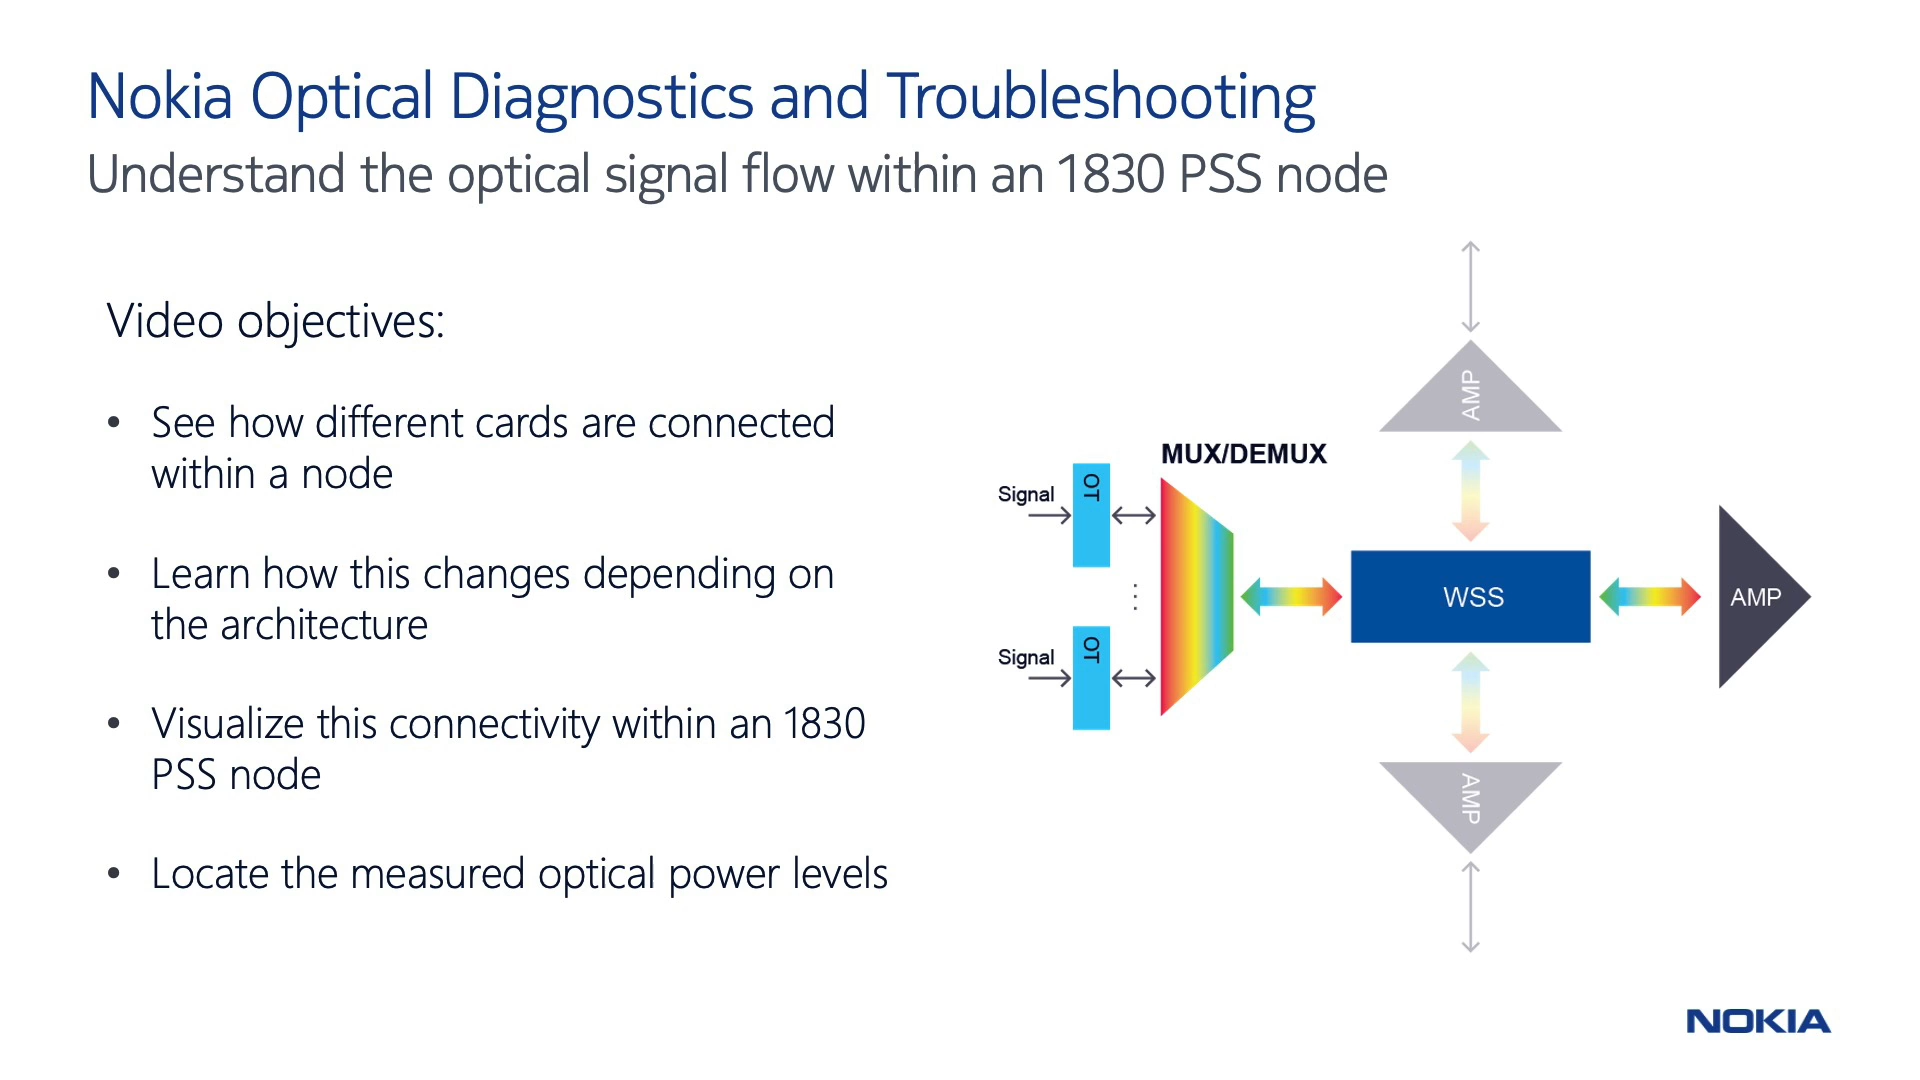 Nokia Optical Diagnostics and Troubleshooting
Understand the optical signal flow within an 1830 PSS node
Video objectives:
• See how different cards are connected
within a node
• Learn how this changes depending on
the architecture
• Visualize this connectivity within an 1830
PSS node
• Locate the measured optical power levels
AMP
MUX/DEMUX
Signal
OT
Signal
OT
WSS
AMP
AMP
NOKIA